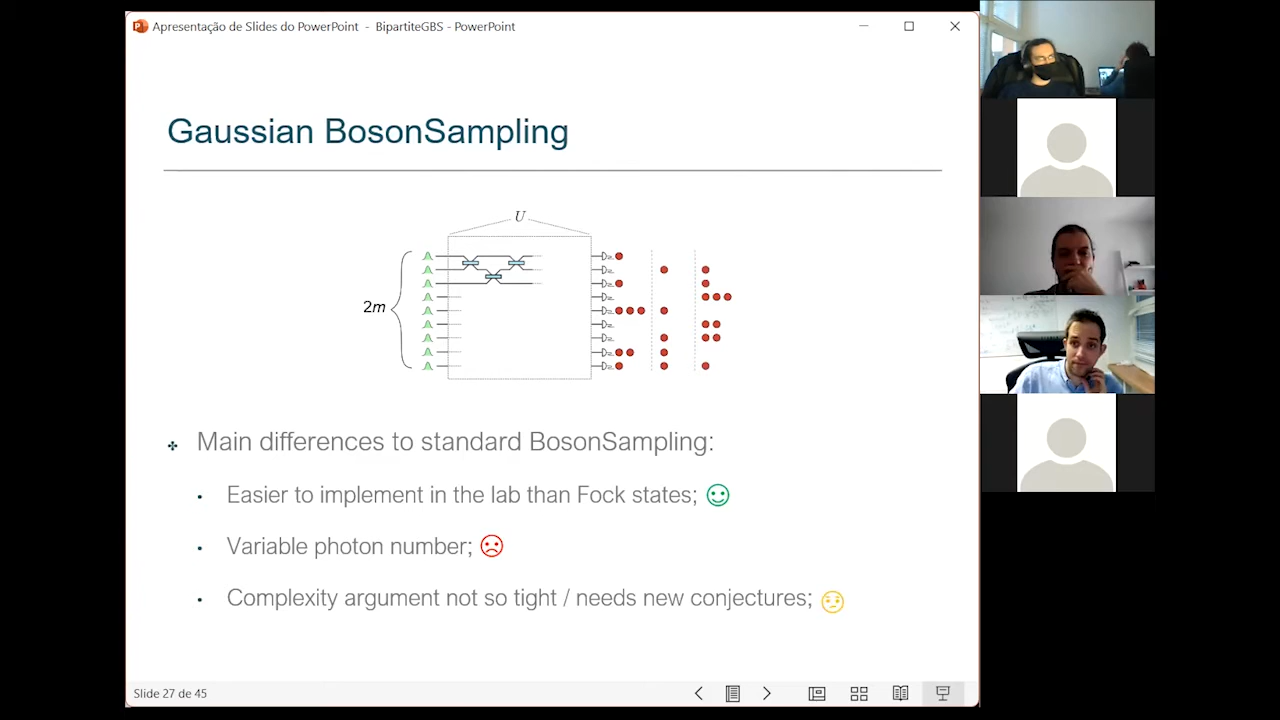 Apresentação de Slides do PowerPoint - BipartiteGBS - PowerPoint
Gaussian BosonSampling
U
2m
Main differences to standard BosonSampling:
Easier to implement in the lab than Fock states;
Variable photon number;
Complexity argument not so tight / needs new conjectures;
Slide 27 de 45